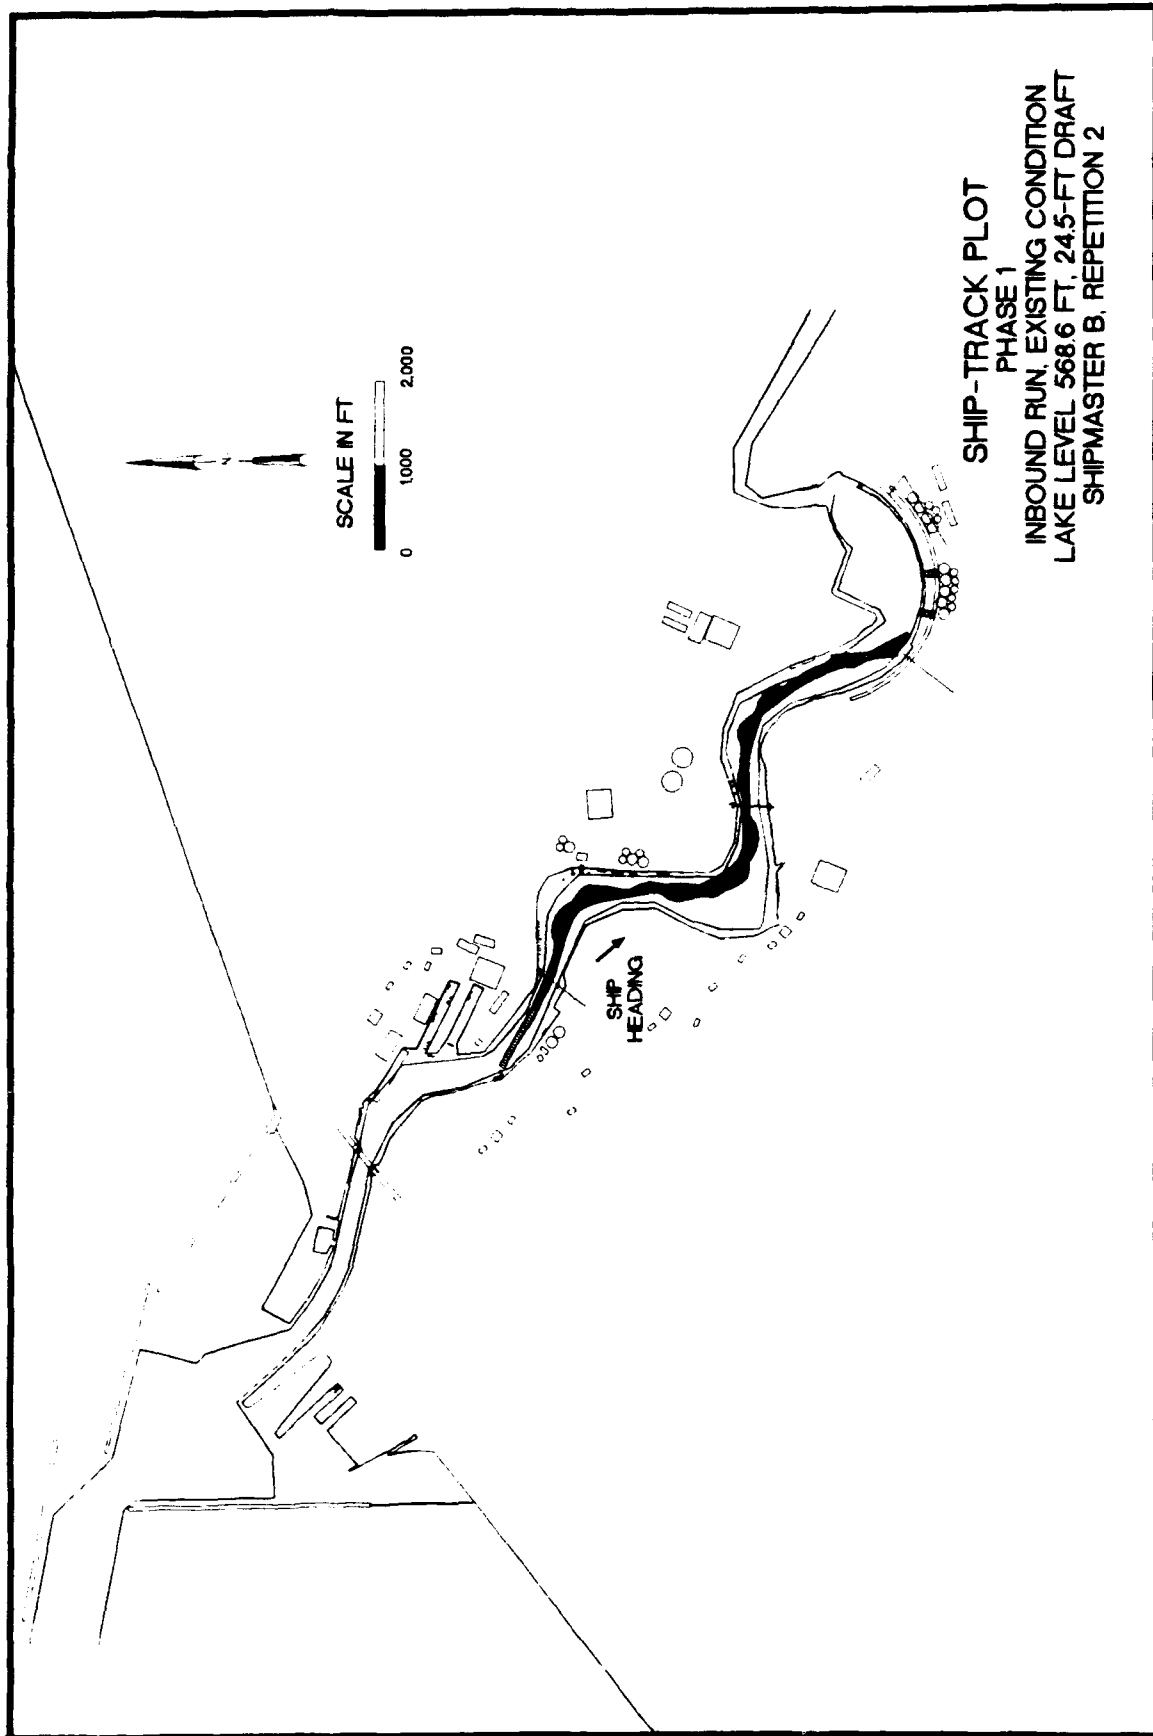 SCALE IN FT
0 1000 2,000
N
SHIP
HEADING
SHIP-TRACK PLOT
PHASE 1
INBOUND RUN, EXISTING CONDITION
LAKE LEVEL 568.6 FT, 24.5-FT DRAFT
SHIPMASTER B, REPETITION 2